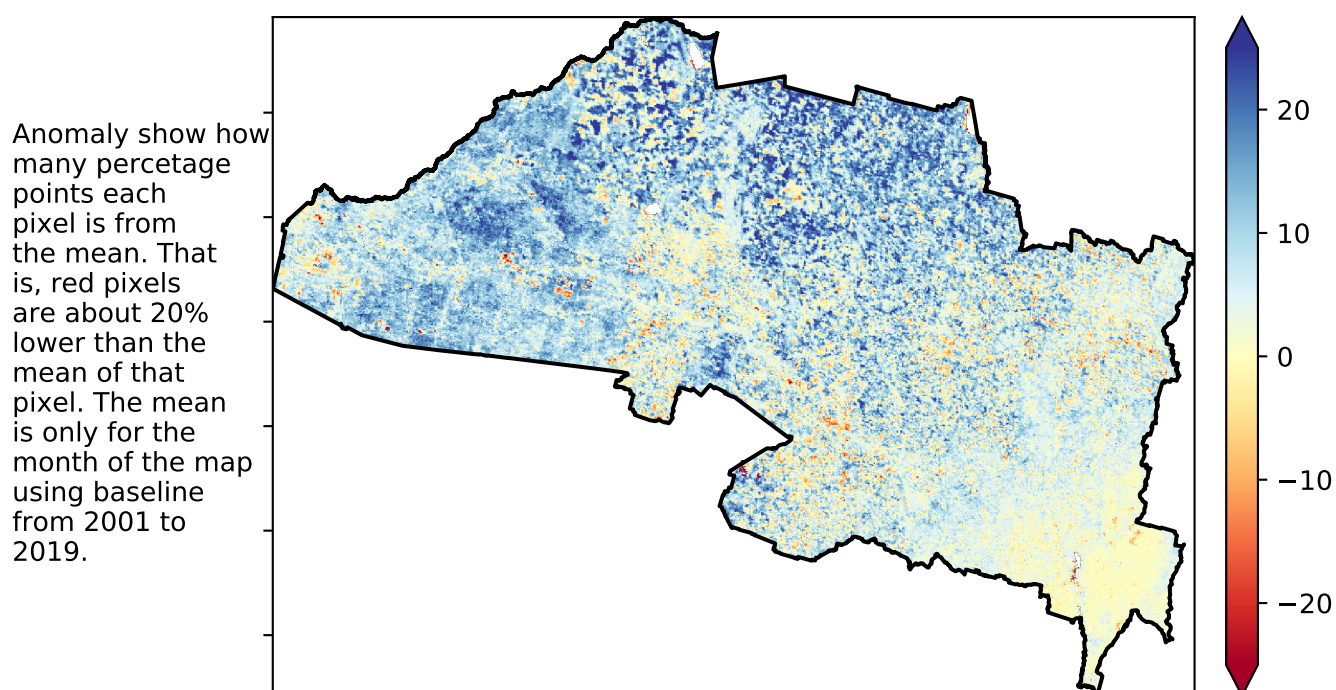 Anomaly show how
many percetage
points each
pixel is from
the mean. That
is, red pixels
are about 20%
lower than the
mean of that
pixel. The mean
is only for the
month of the map
using baseline
from 2001 to
2019.
20
10
0
−10
−20